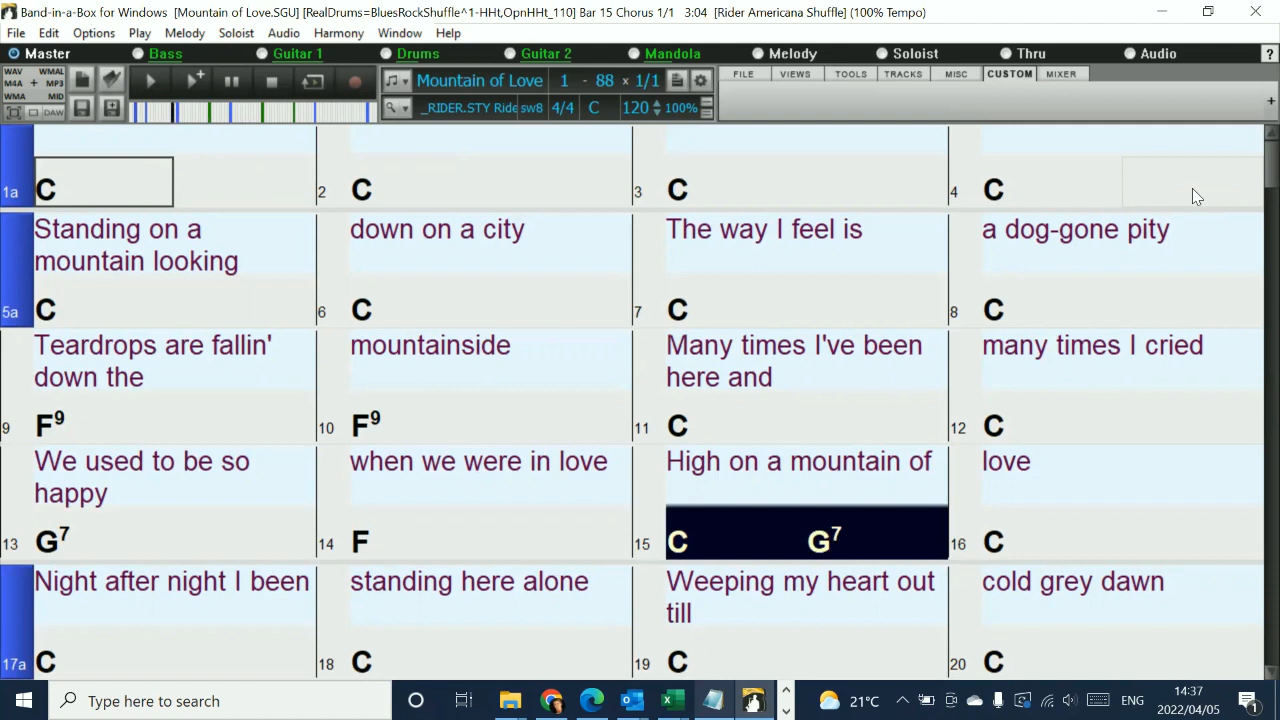 Band-in-a-Box for Windows [Mountain of Love.SGU] [RealDrums=BluesRockShuffle^1-HHt,OpnHHt_110] Bar 15 Chorus 1/1 3:04 [Rider Americana Shuffle] (100% Tempo)
File Edit Options Play Melody Soloist Audio Harmony Window Help
Master Bass Guitar 1 Drums Guitar 2 Mandola Melody Soloist Thru Audio ?
WAV WMAL
M4A + MP3
WMA MID
DAW
Mountain of Love 1 - 88 x 1/1
_RIDER.STY Ride sw8 4/4 C 120 100%
FILE VIEWS TOOLS TRACKS MISC CUSTOM MIXER
+
1a C 2 C 3 C 4 C
Standing on a mountain looking down on a city The way I feel is a dog-gone pity
5a C 6 C 7 C 8 C
Teardrops are fallin' down the mountainside Many times I've been here and many times I cried
9 F9 10 F9 11 C 12 C
We used to be so happy when we were in love High on a mountain of love
13 G7 14 F 15 C G7 16 C
Night after night I been standing here alone Weeping my heart out till cold grey dawn
17a C 18 C 19 C 20 C
Type here to search 21°C ENG 14:37
2022/04/05 1